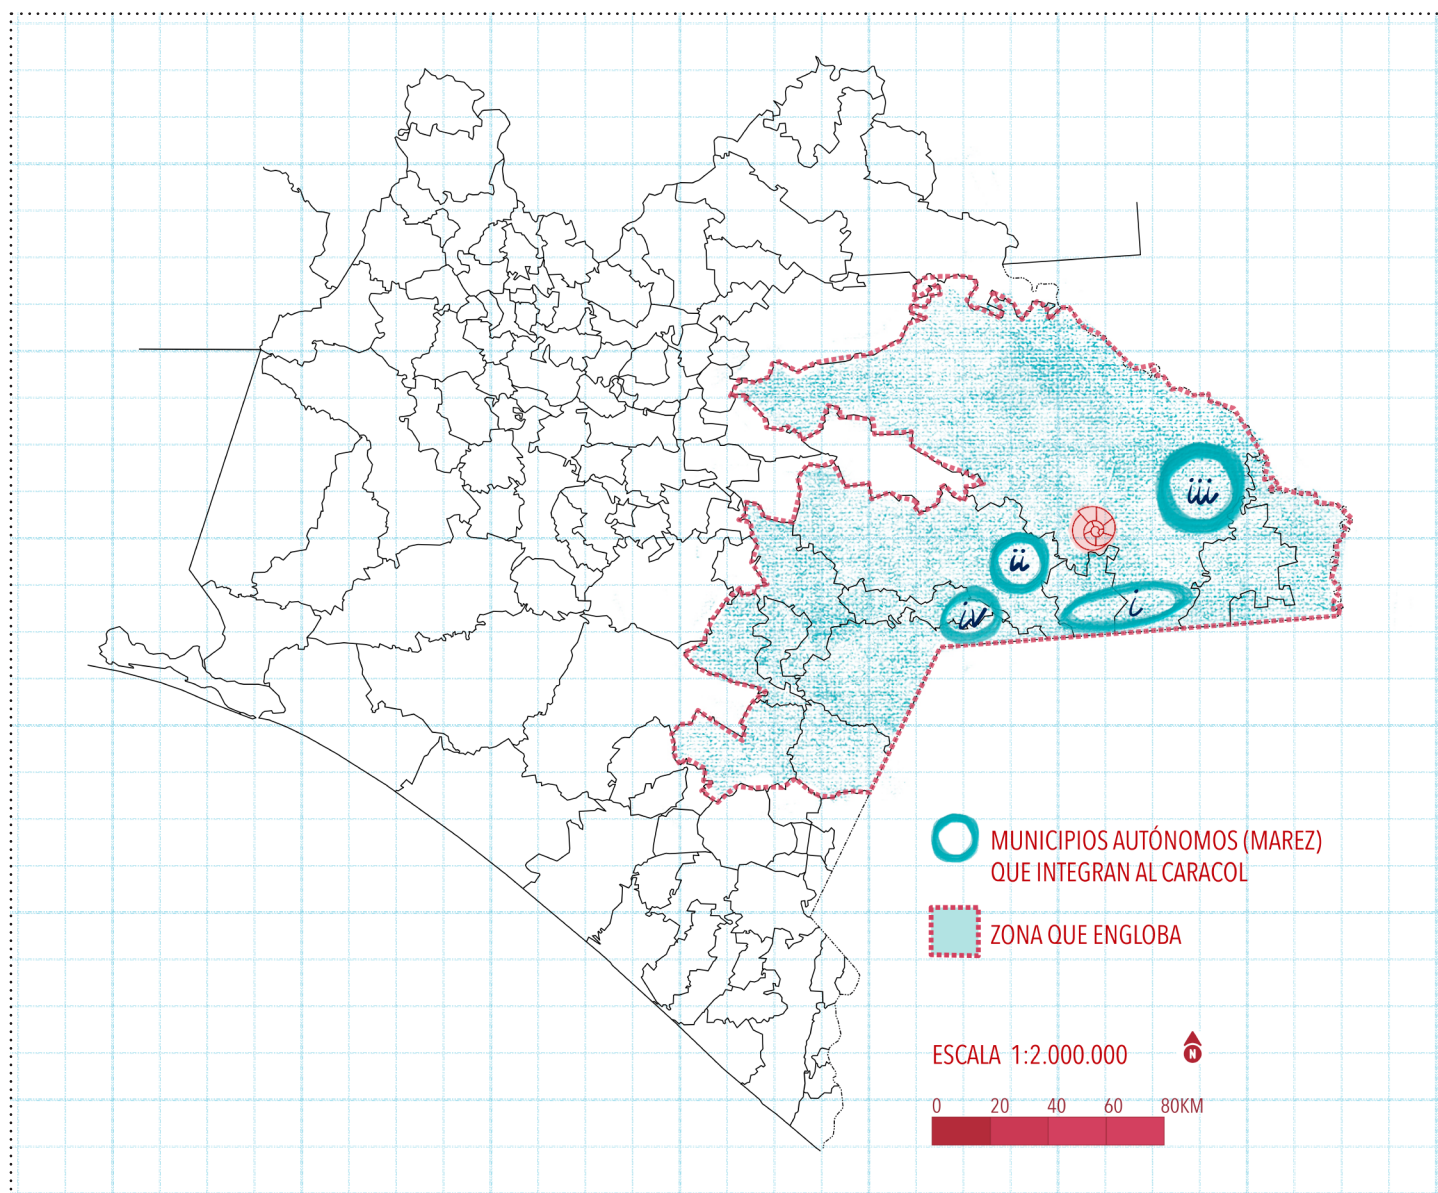 iii
ii
iv
i
MUNICIPIOS AUTÓNOMOS (MAREZ)
QUE INTEGRAN AL CARACOL
ZONA QUE ENGLOBA
ESCALA 1:2.000.000
N
0 20 40 60 80KM